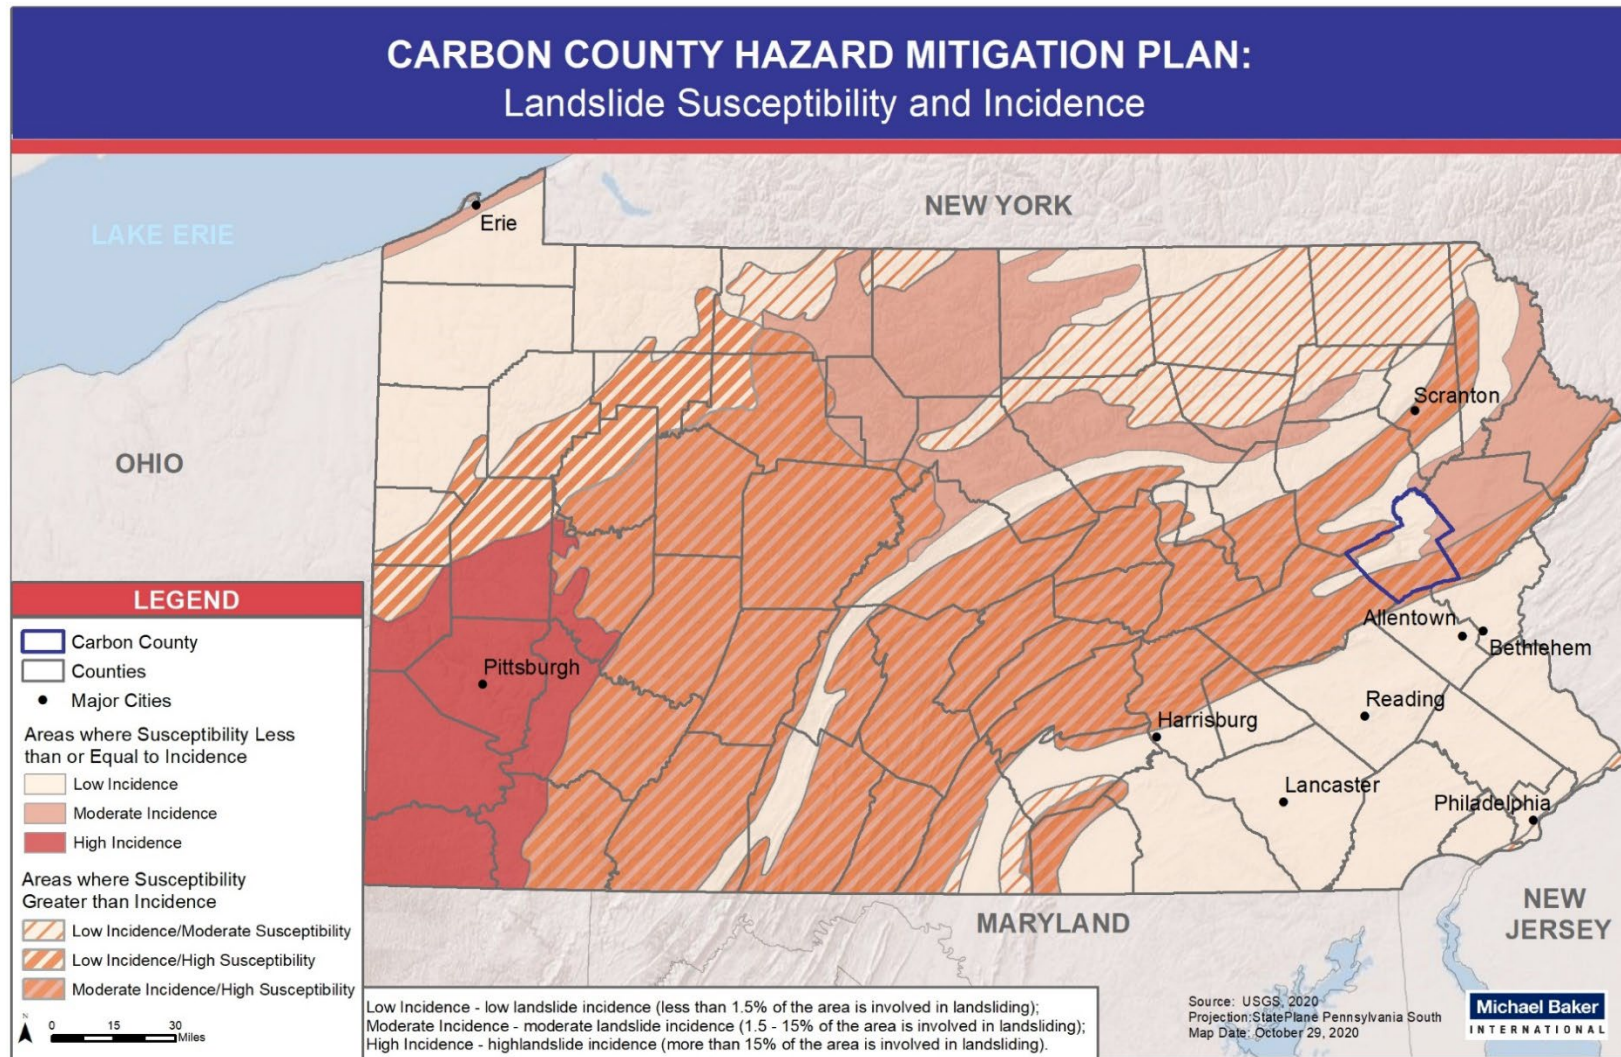 CARBON COUNTY HAZARD MITIGATION PLAN:
Landslide Susceptibility and Incidence
NEW YORK
LAKE ERIE
Erie
Scranton
OHIO
Allentown
Bethlehem
Pittsburgh
Reading
Harrisburg
Lancaster
Philadelphia
MARYLAND
NEW
JERSEY
LEGEND
Carbon County
Counties
Major Cities
Areas where Susceptibility Less
than or Equal to Incidence
Low Incidence
Moderate Incidence
High Incidence
Areas where Susceptibility
Greater than Incidence
Low Incidence/Moderate Susceptibility
Low Incidence/High Susceptibility
Moderate Incidence/High Susceptibility
N
0 15 30
Miles
Low Incidence - low landslide incidence (less than 1.5% of the area is involved in landsliding);
Moderate Incidence - moderate landslide incidence (1.5 - 15% of the area is involved in landsliding);
High Incidence - highlandslide incidence (more than 15% of the area is involved in landsliding).
Source: USGS, 2020
Projection:StatePlane Pennsylvania South
Map Date: October 29, 2020
Michael Baker
INTERNATIONAL